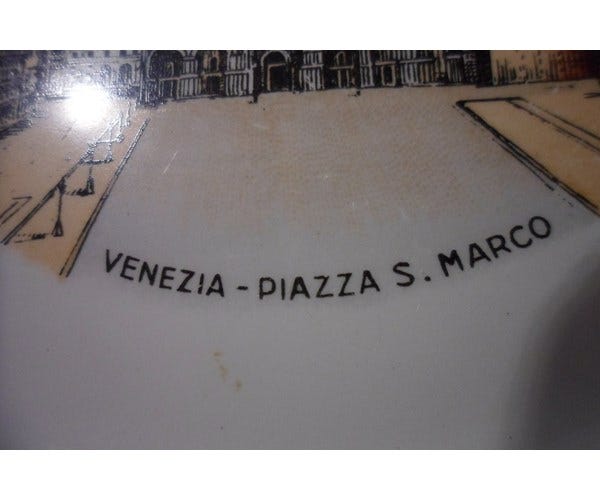 VENEZIA - PIAZZA S. MARCO